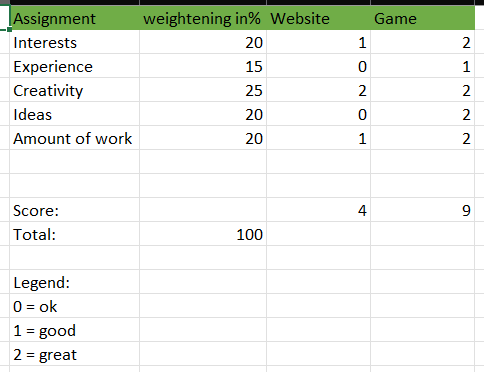 Assignment weightening in% Website Game
Interests 20 1 2
Experience 15 0 1
Creativity 25 2 2
Ideas 20 0 2
Amount of work 20 1 2
Score: 4 9
Total: 100
Legend:
0 = ok
1 = good
2 = great